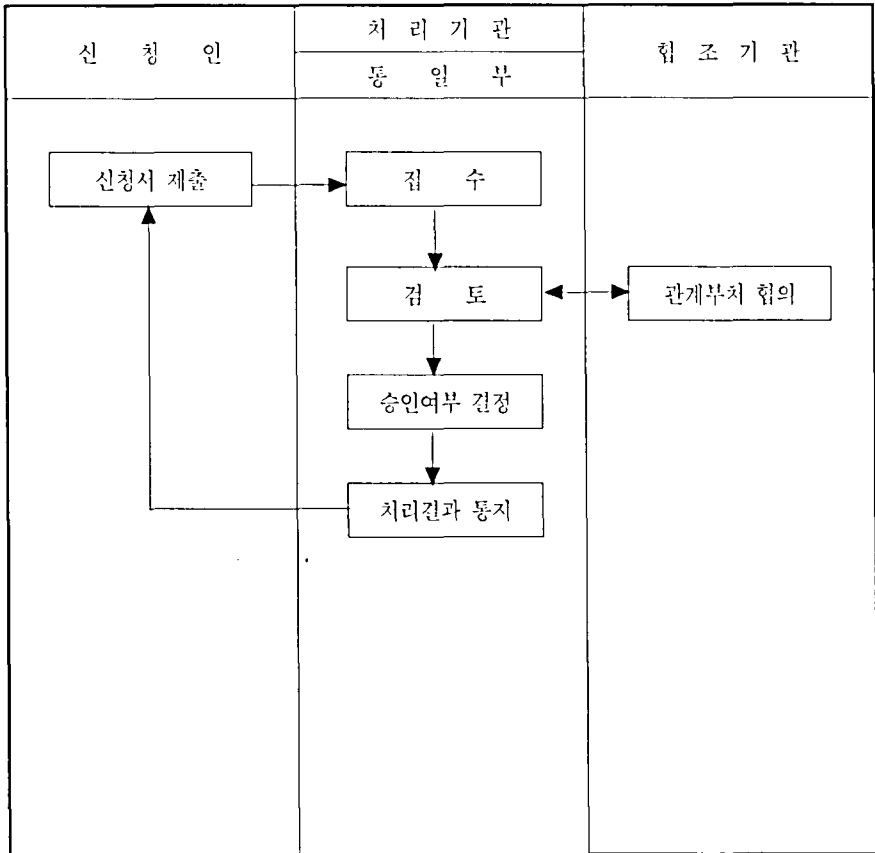 신 청 인
처 리 기 관
통 일 부
협 조 기 관
신청서 제출
접 수
검 토
관계부처 협의
승인여부 결정
처리결과 통지